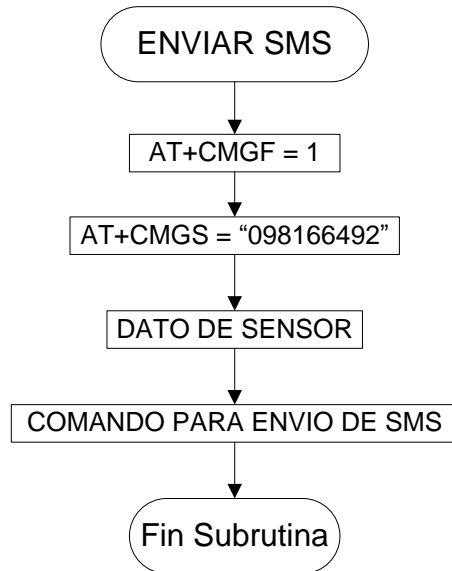 ENVIAR SMS
AT+CMGF = 1
AT+CMGS = “098166492”
DATO DE SENSOR
COMANDO PARA ENVIO DE SMS
Fin Subrutina